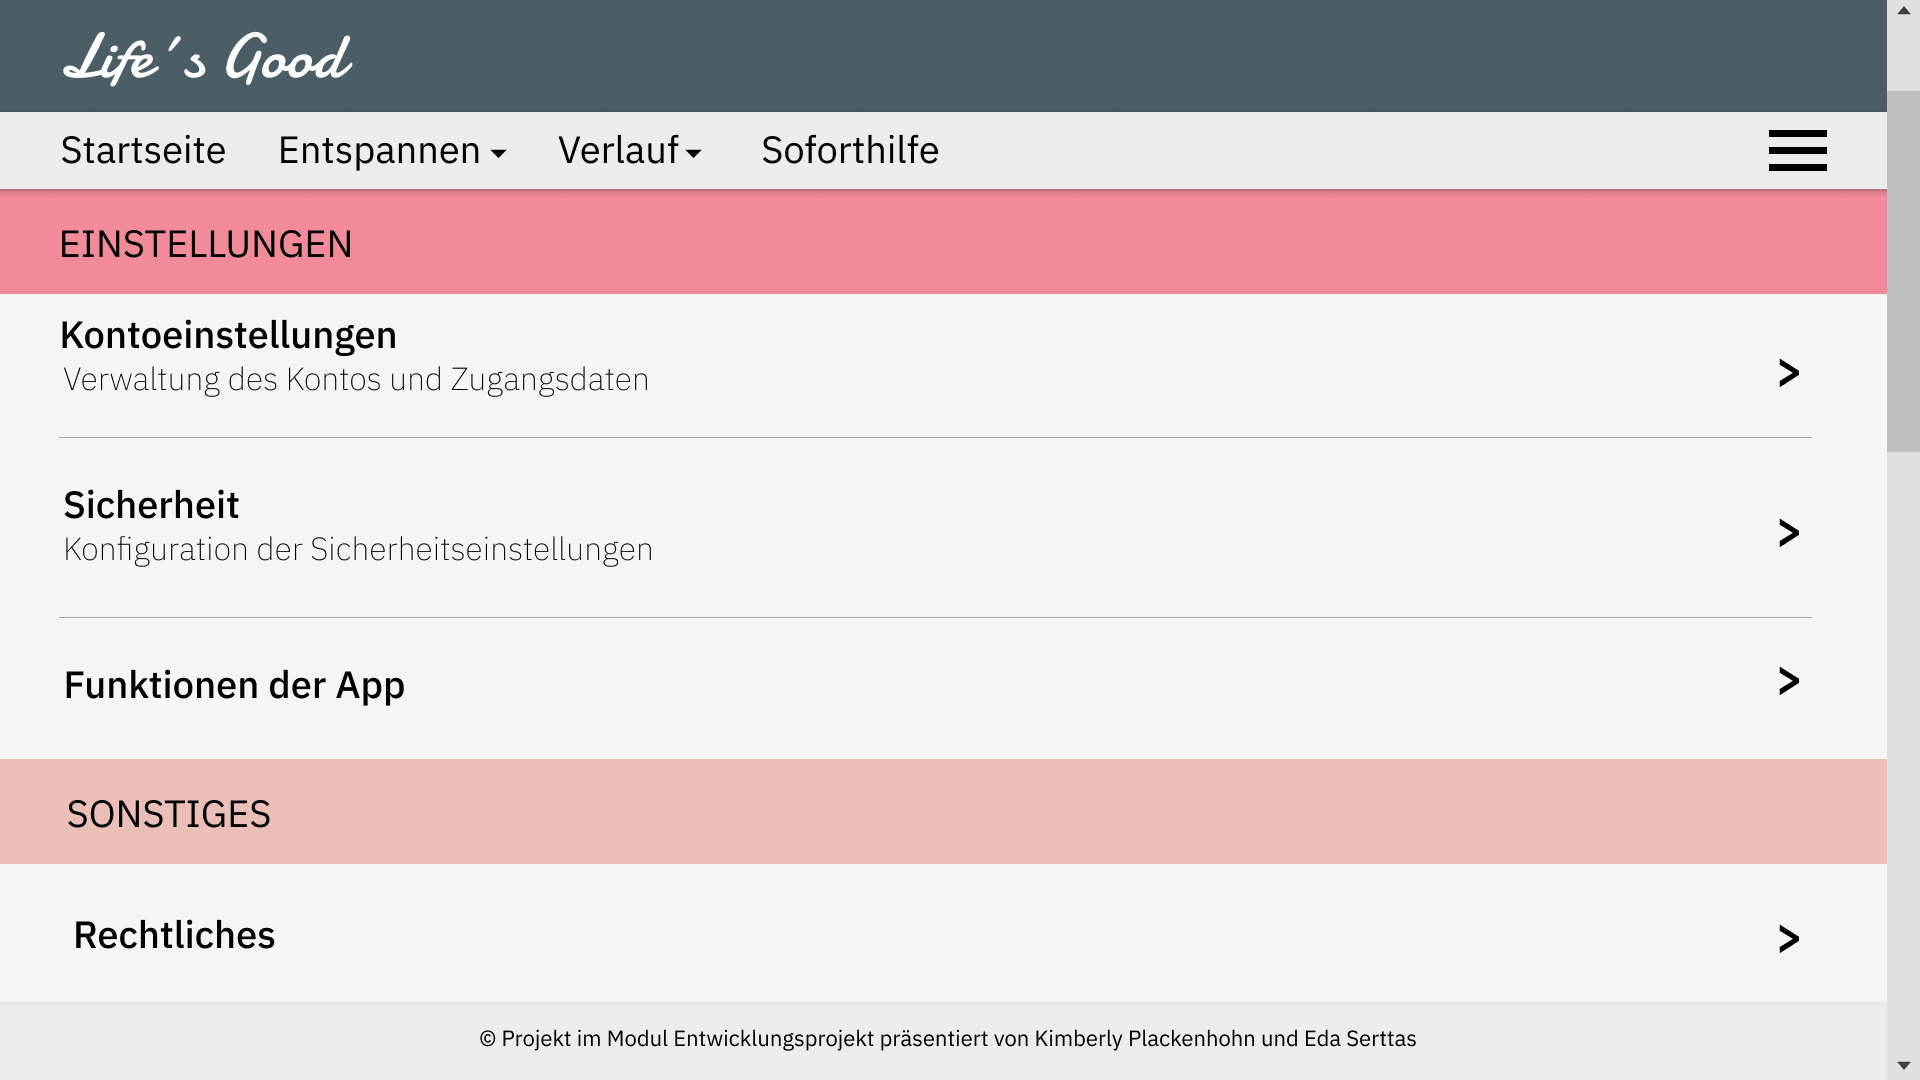 Life´s Good
Startseite Entspannen Verlauf Soforthilfe
EINSTELLUNGEN
Kontoeinstellungen
Verwaltung des Kontos und Zugangsdaten
>
Sicherheit
Konfiguration der Sicherheitseinstellungen
>
Funktionen der App
>
SONSTIGES
Rechtliches
>
© Projekt im Modul Entwicklungsprojekt präsentiert von Kimberly Plackenhohn und Eda Serttas